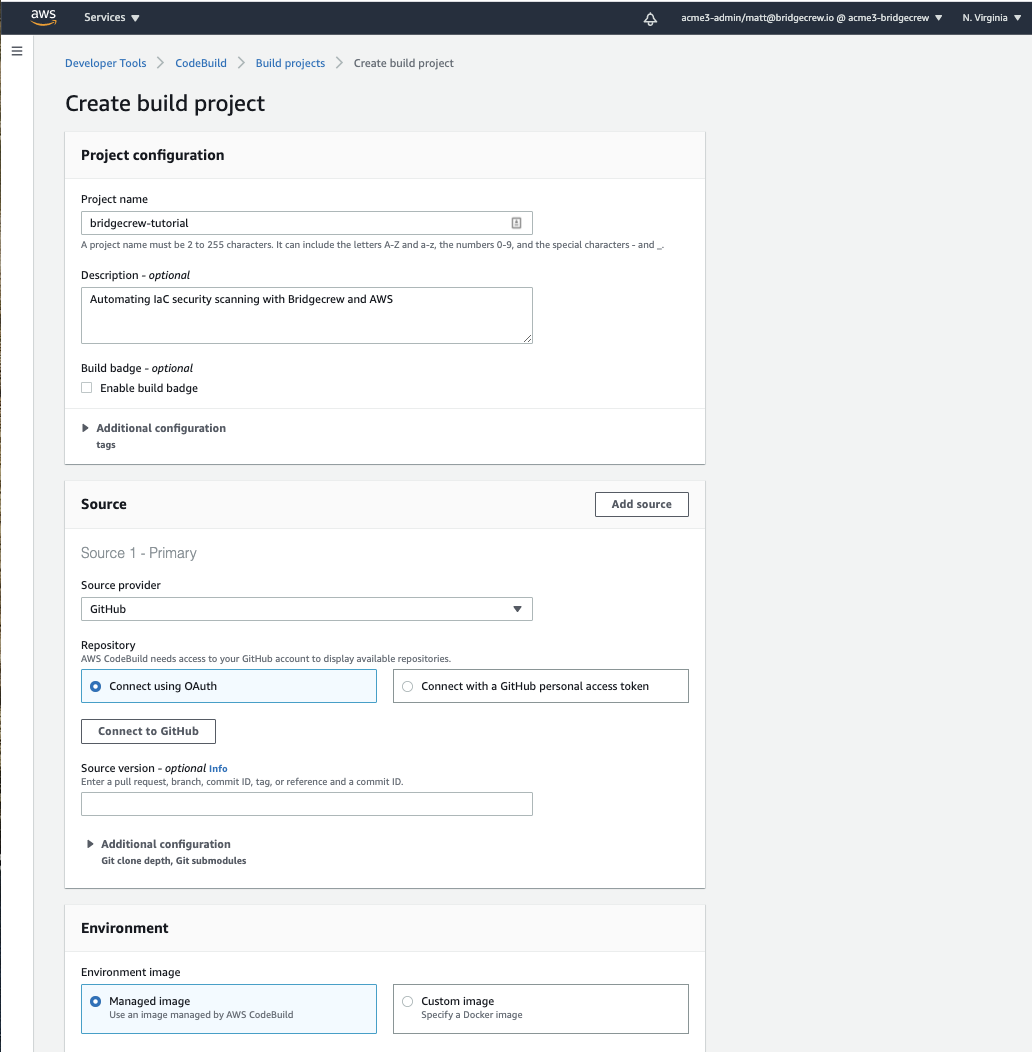 aws
Services
acme3-admin/matt@bridgecrew.io @ acme3-bridgecrew
N. Virginia
Developer Tools
CodeBuild
Build projects
Create build project
Create build project
Project configuration
Project name
bridgecrew-tutorial
A project name must be 2 to 255 characters. It can include the letters A-Z and a-z, the numbers 0-9, and the special characters - and _.
Description - optional
Automating IaC security scanning with Bridgecrew and AWS
Build badge - optional
Enable build badge
Additional configuration
tags
Source
Add source
Source 1 - Primary
Source provider
GitHub
Repository
AWS CodeBuild needs access to your GitHub account to display available repositories.
Connect using OAuth
Connect with a GitHub personal access token
Connect to GitHub
Source version - optional Info
Enter a pull request, branch, commit ID, tag, or reference and a commit ID.
Additional configuration
Git clone depth, Git submodules
Environment
Environment image
Managed image
Use an image managed by AWS CodeBuild
Custom image
Specify a Docker image